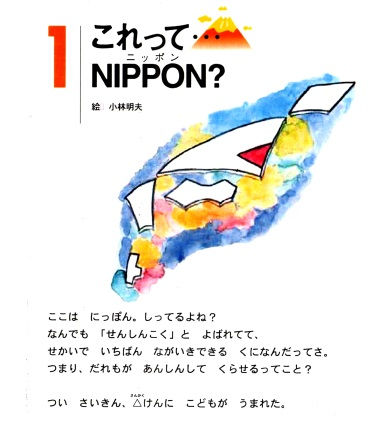 1
これって・・・
ニッポン
NIPPON?
絵 小林明夫
ここは にっぽん。しってるよね?
なんでも 「せんしんこく」と よばれてて、
せかいで いちばん ながいきできる くになんだってさ。
つまり、だれもが あんしんして くらせるってこと?
さんかく
つい さいきん、△けんに こどもが うまれた。